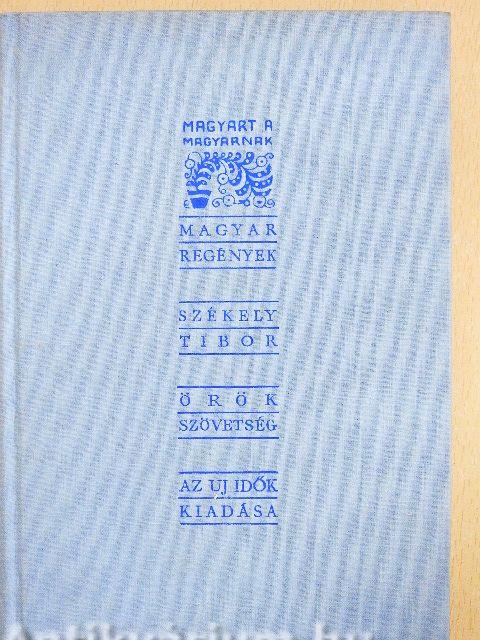 MAGYART A
MAGYARNAK
MAGYAR
REGÉNYEK
SZÉKELY
TIBOR
ÖRÖK
SZÖVETSÉG
AZ UJ IDŐK
KIADÁSA